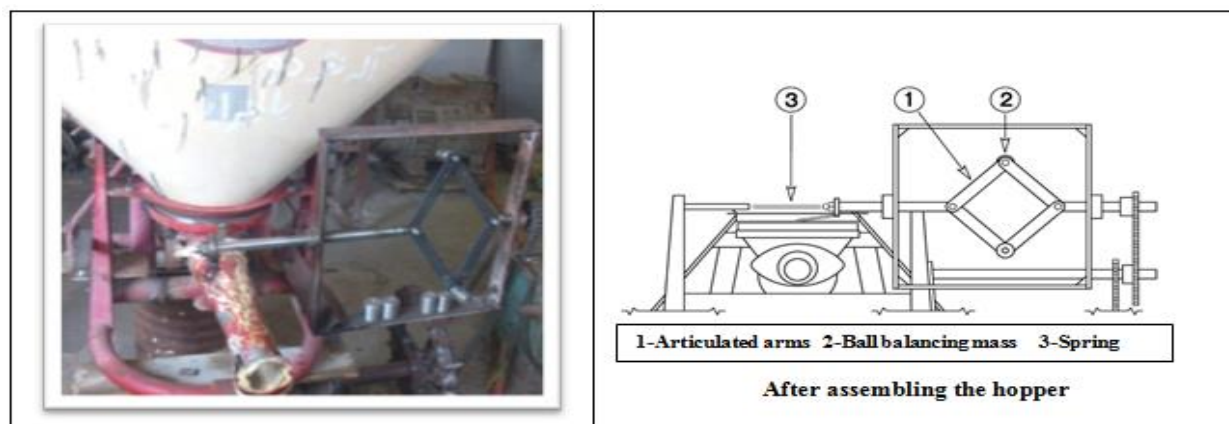 3
1
2
1-Articulated arms 2-Ball balancing mass 3-Spring
After assembling the hopper